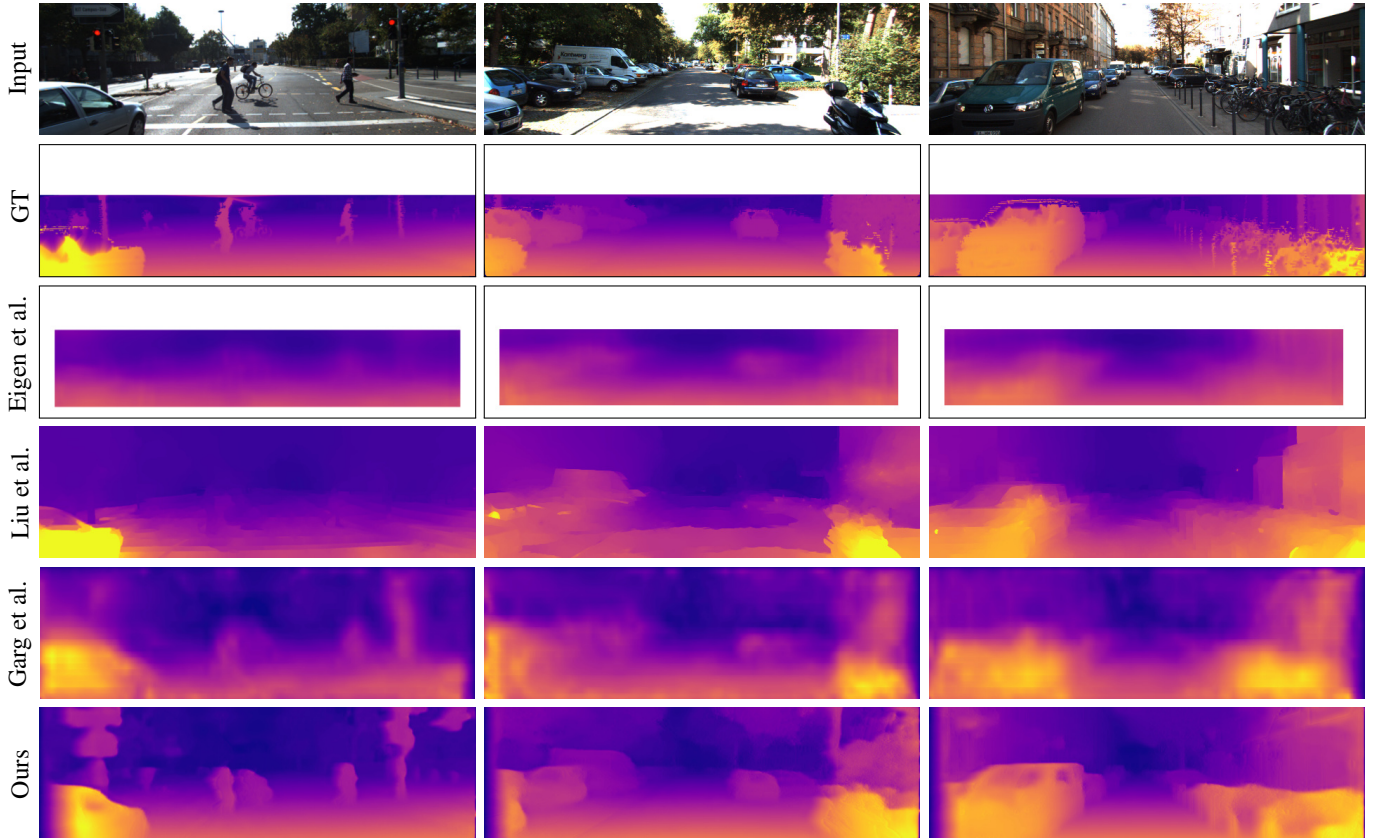 Input
GT
Eigen et al.
Liu et al.
Garg et al.
Ours